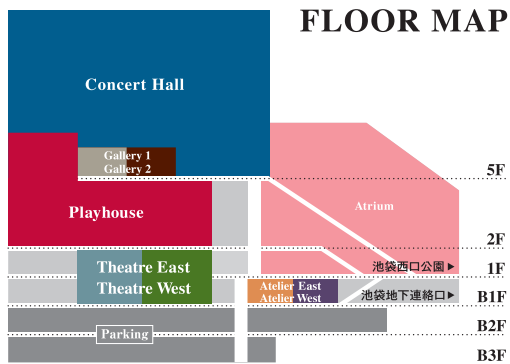 FLOOR MAP
Concert Hall
Gallery 1
Gallery 2
5F
Atrium
Playhouse
2F
池袋西口公園▶
1F
Theatre East
Theatre West
Atelier East
Atelier West
池袋地下連絡口▶
B1F
Parking
B2F
B3F